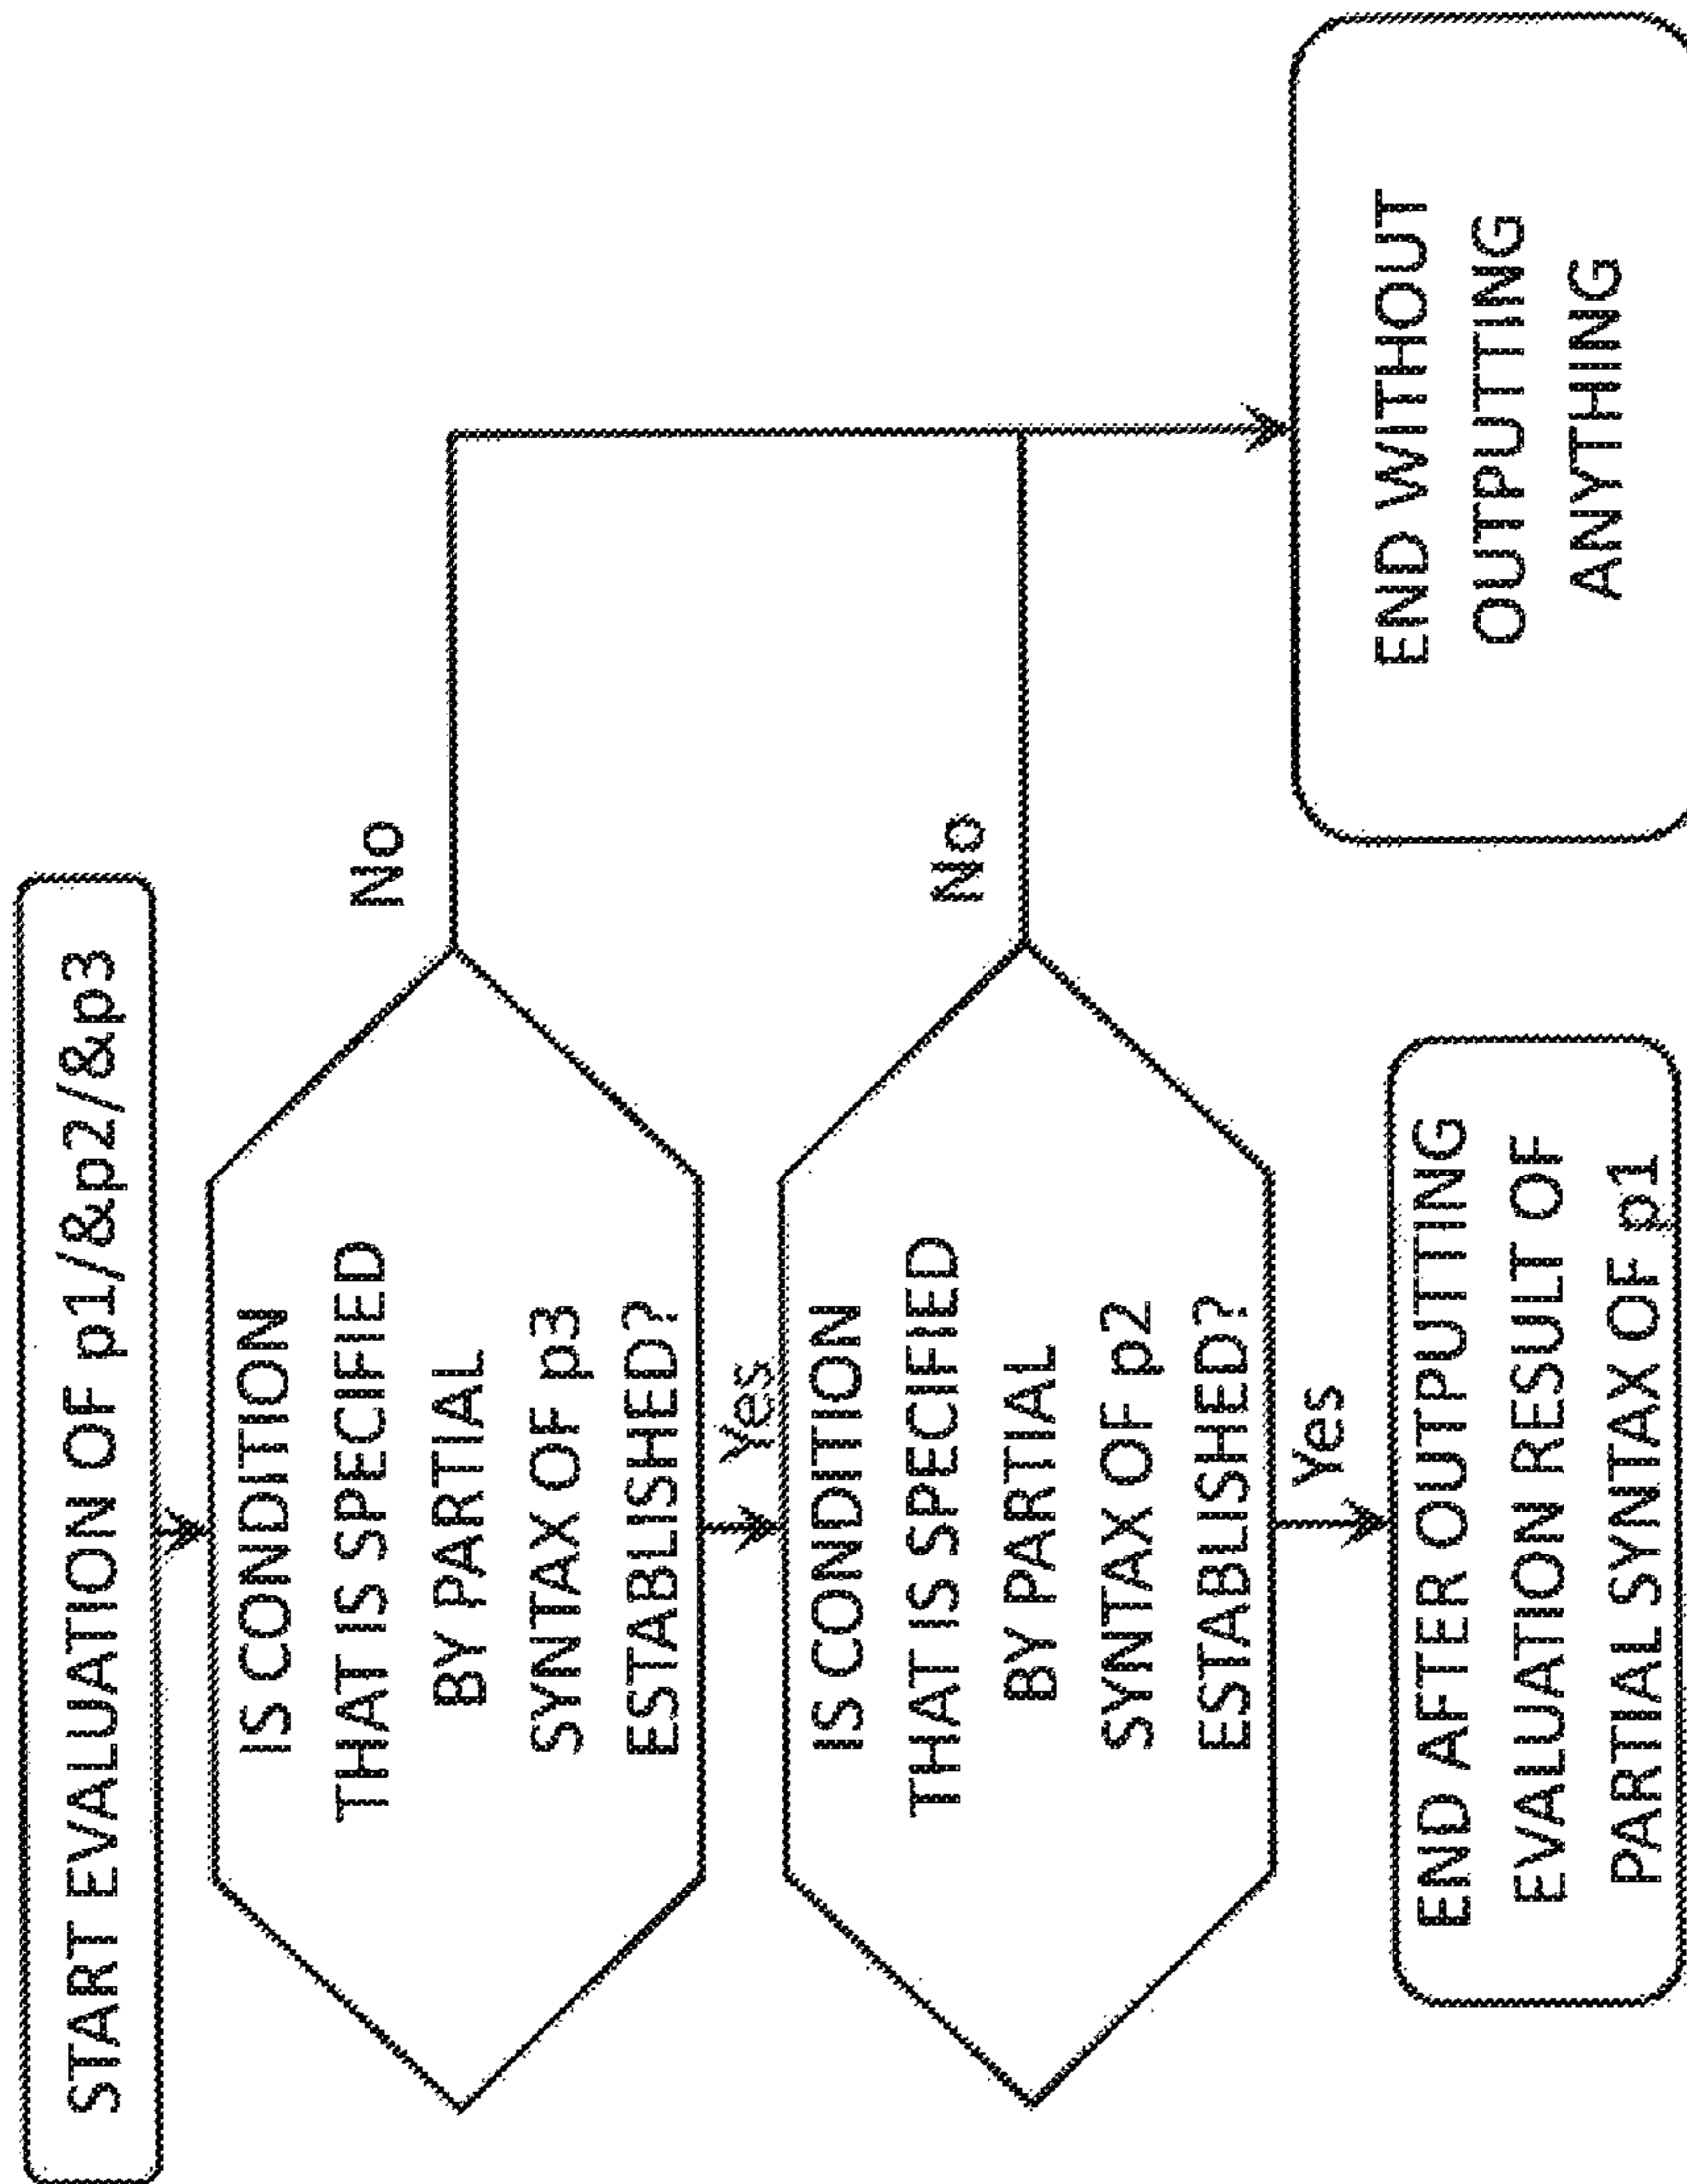 START EVALUATION OF p1/&p2/&p3
IS CONDITION
THAT IS SPECIFIED
BY PARTIAL
SYNTAX OF p3
ESTABLISHED?
No
Yes
IS CONDITION
THAT IS SPECIFIED
BY PARTIAL
SYNTAX OF p2
ESTABLISHED?
No
Yes
END AFTER OUTPUTTING
EVALUATION RESULT OF
PARTIAL SYNTAX OF p1
END WITHOUT
OUTPUTTING
ANYTHING